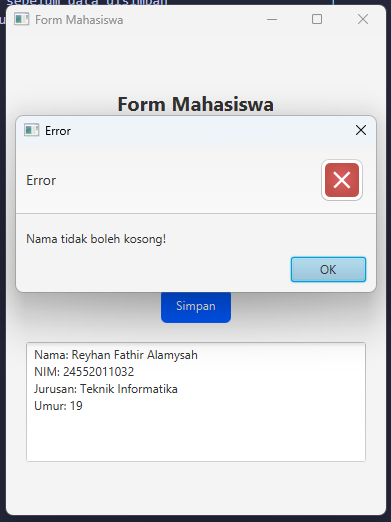 sebelum data disimpan
Form Mahasiswa
Form Mahasiswa
Error
Error
Nama tidak boleh kosong!
OK
Simpan
Nama: Reyhan Fathir Alamysah
NIM: 24552011032
Jurusan: Teknik Informatika
Umur: 19